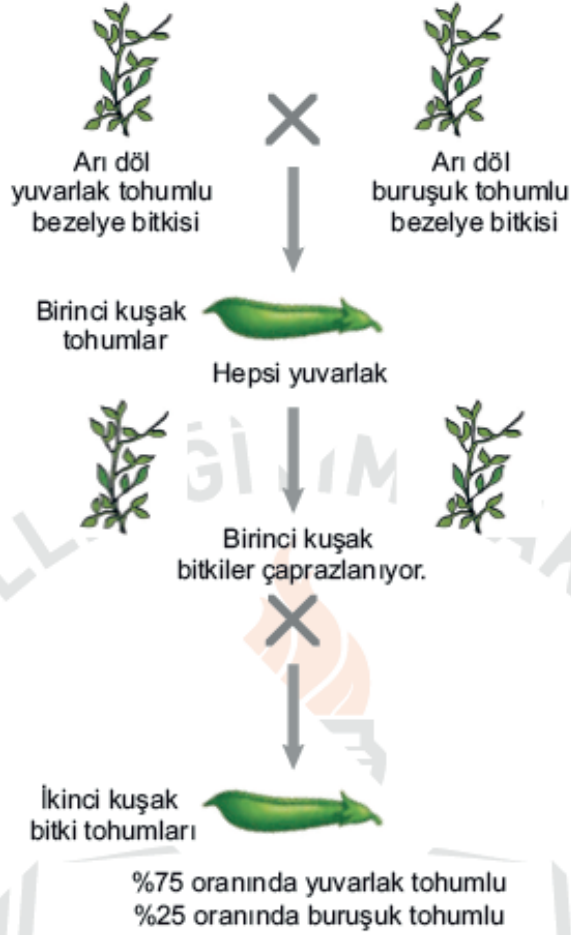 Arı döl
yuvarlak tohumlu
bezelye bitkisi
Arı döl
buruşuk tohumlu
bezelye bitkisi
Birinci kuşak
tohumlar
Hepsi yuvarlak
Birinci kuşak
bitkiler çaprazlanıyor.
İkinci kuşak
bitki tohumları
%75 oranında yuvarlak tohumlu
%25 oranında buruşuk tohumlu